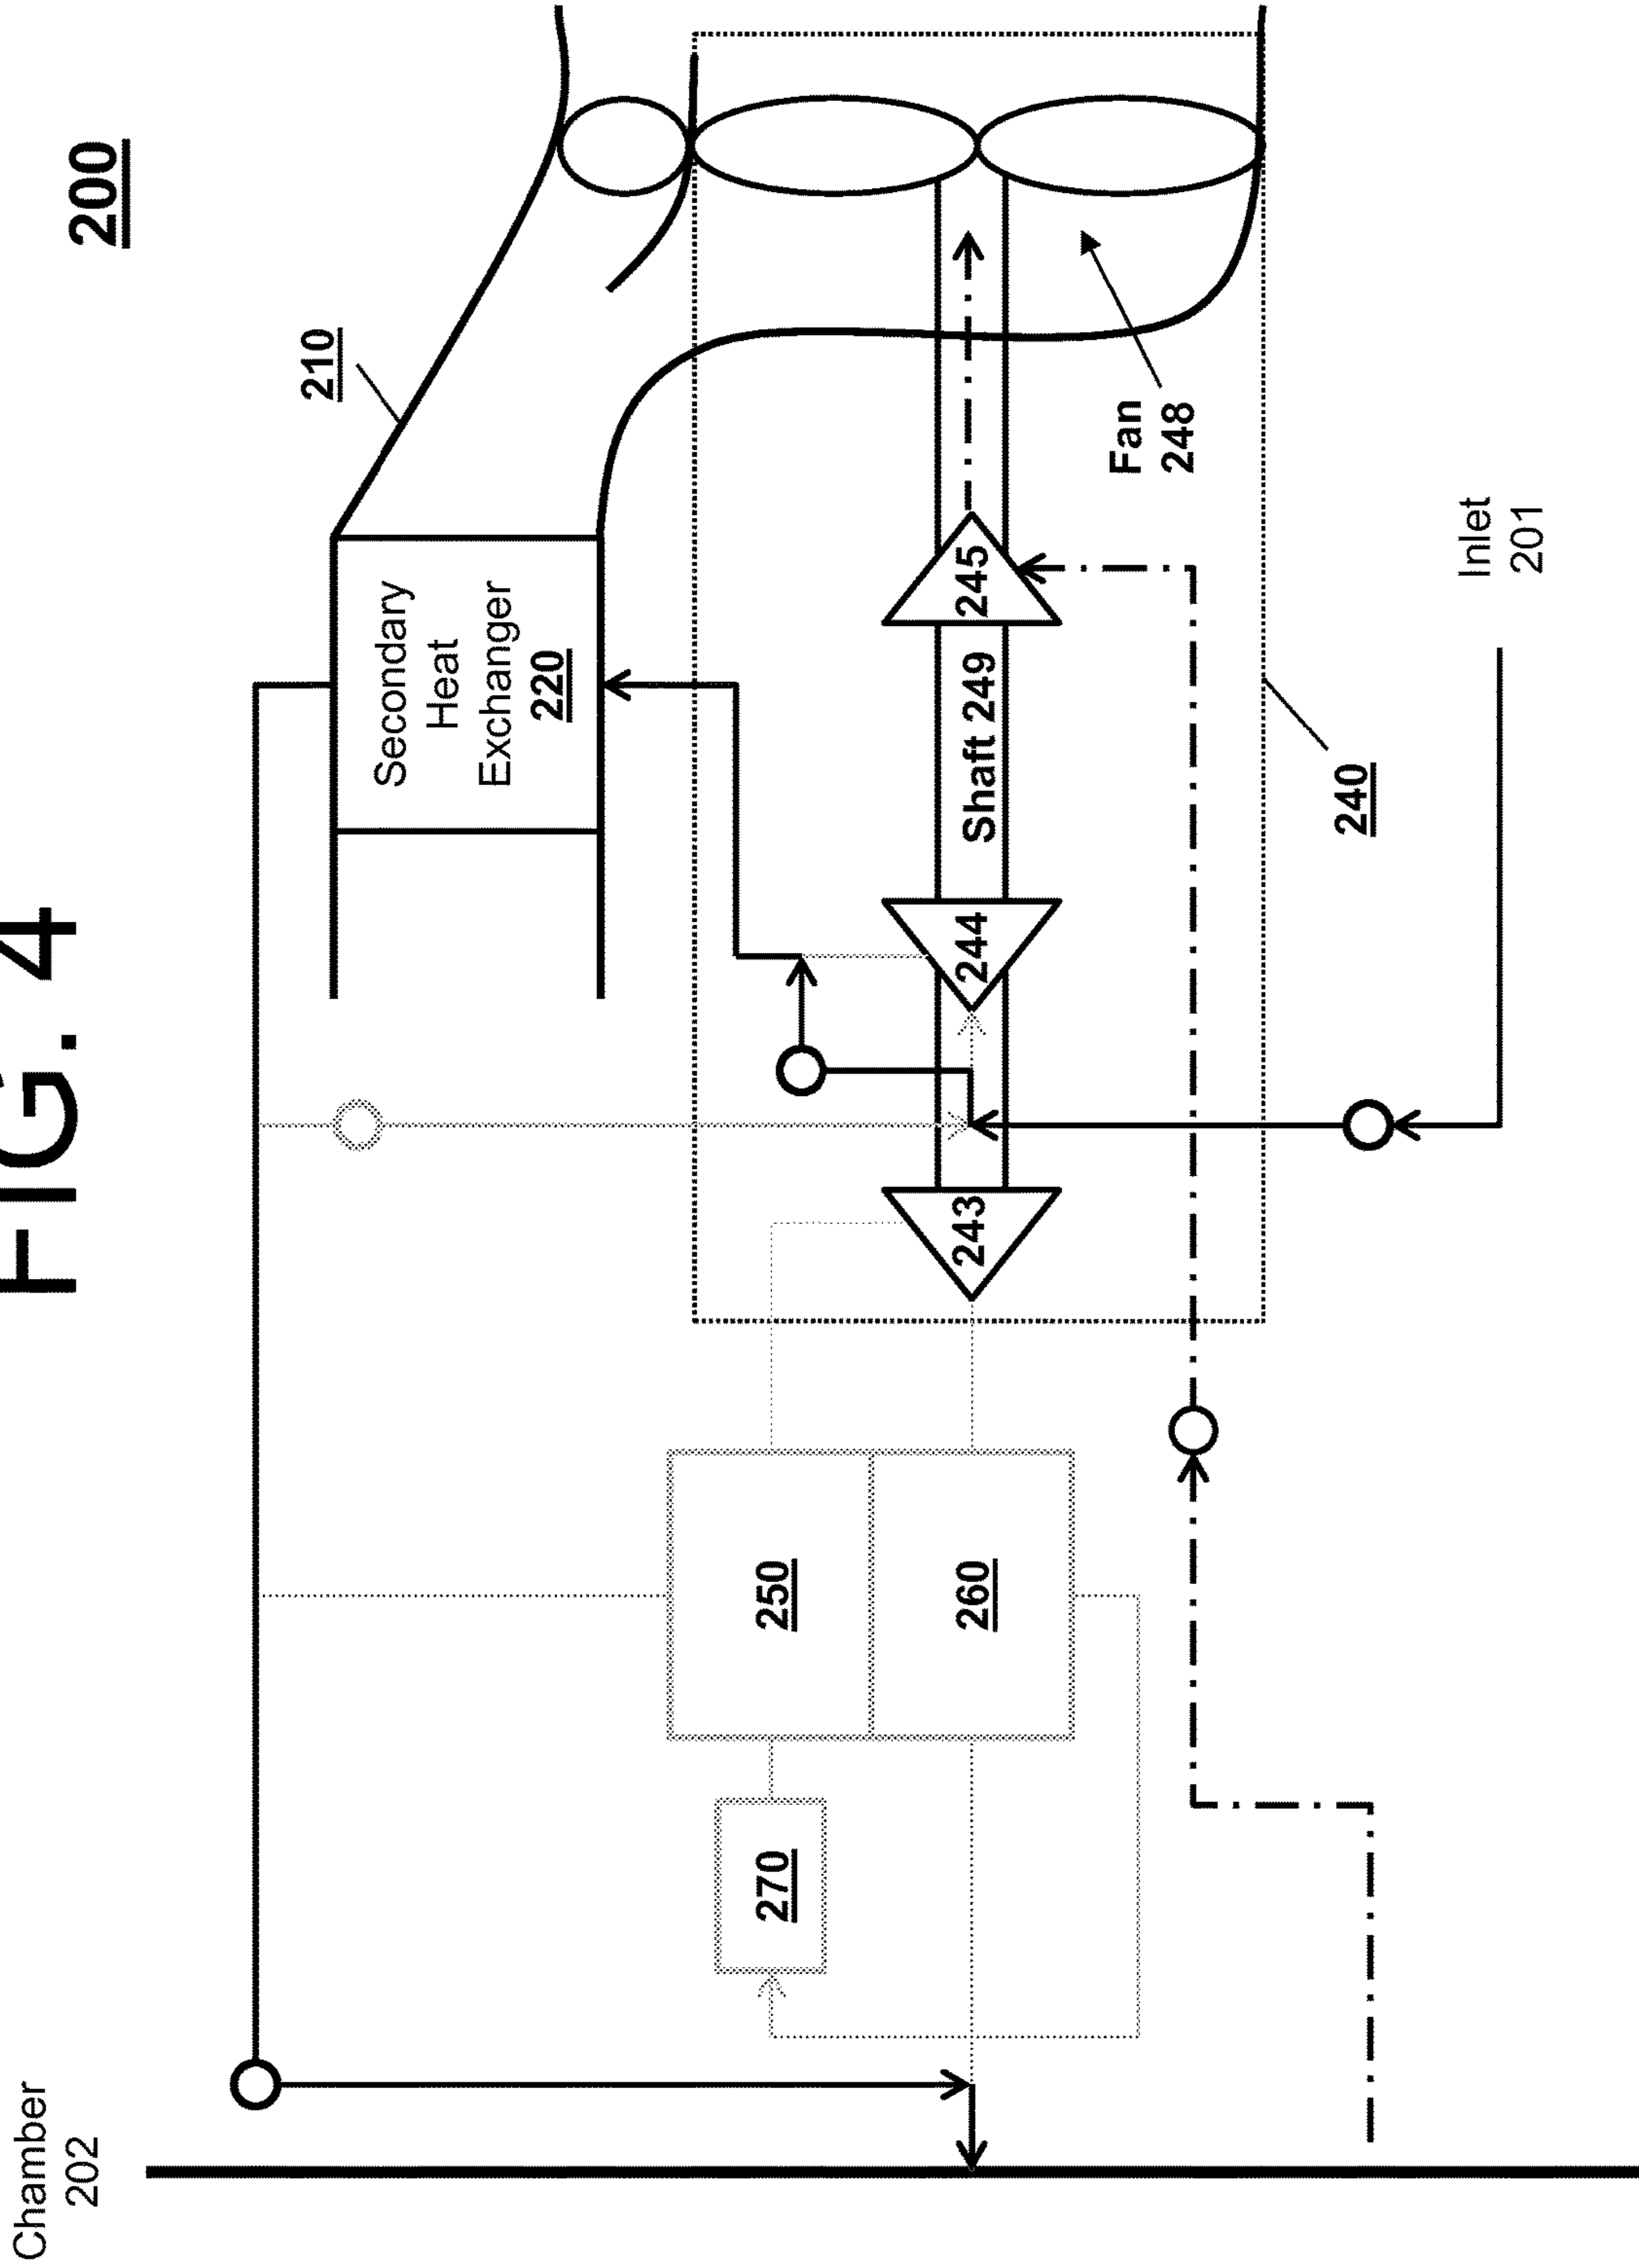 FIG. 4
Chamber
202
200
210
Secondary
Heat
Exchanger
220
270
250
260
243
244
Shaft 249
245
Fan
248
240
Inlet
201